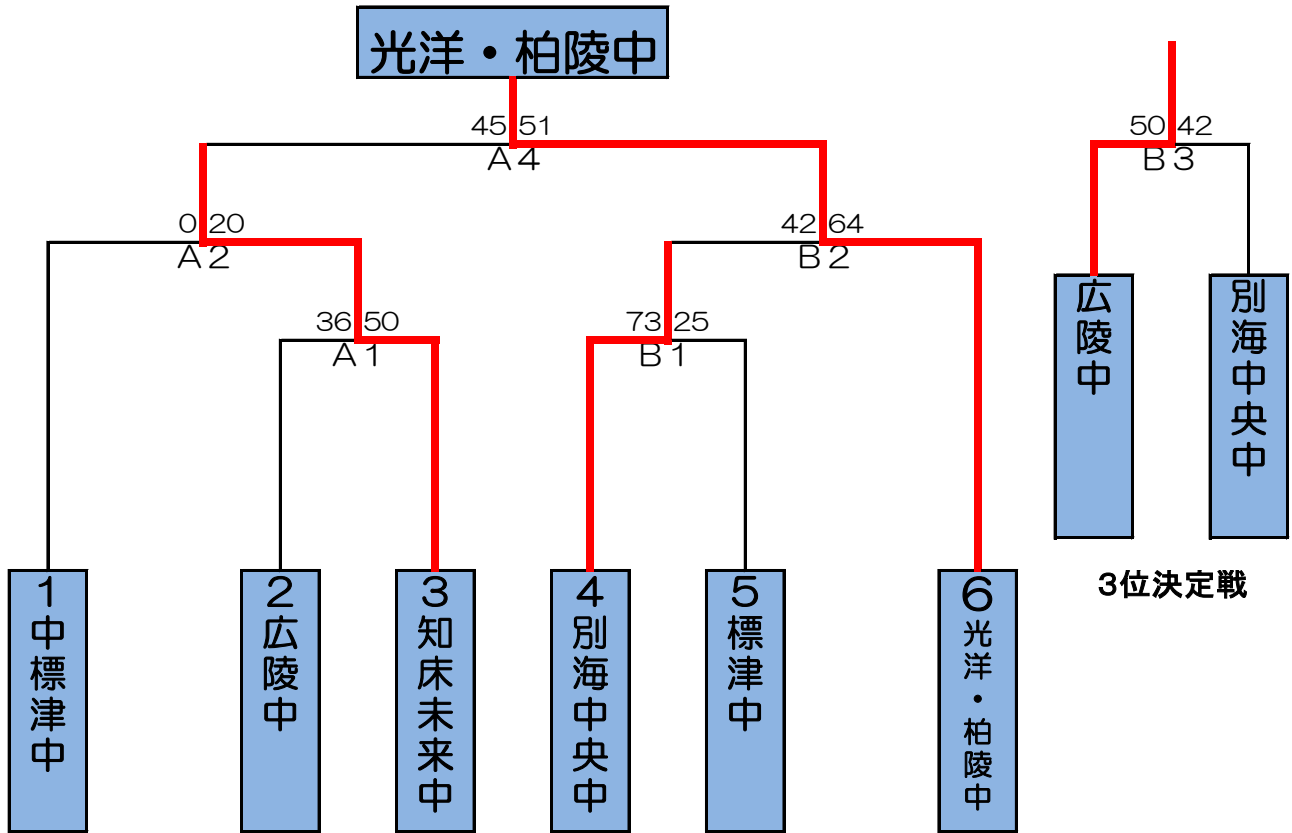 光洋・柏陵中
45 51
A4
50 42
B3
0 20
A2
42 64
B2
36 50
A1
73 25
B1
広陵中
別海中央中
3位決定戦
1中標津中
2広陵中
3知床未来中
4別海中央中
5標津中
6光洋・柏陵中